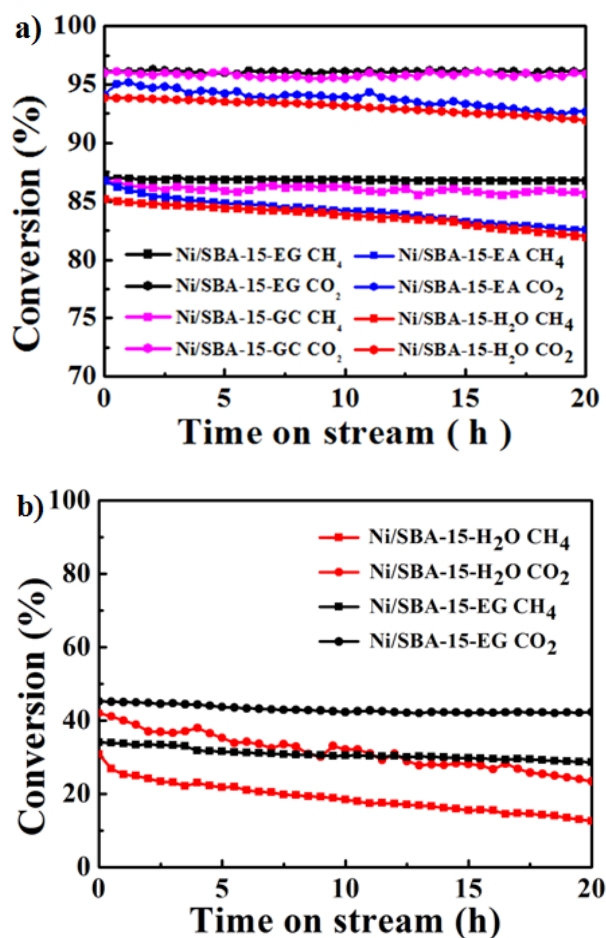 a)
100
95
90
85
80
75
70
Conversion (%)
Ni/SBA-15-EG CH₄
Ni/SBA-15-EG CO₂
Ni/SBA-15-GC CH₄
Ni/SBA-15-GC CO₂
Ni/SBA-15-EA CH₄
Ni/SBA-15-EA CO₂
Ni/SBA-15-H₂O CH₄
Ni/SBA-15-H₂O CO₂
0 5 10 15 20
Time on stream ( h )
b)
100
80
60
40
20
0
Conversion (%)
Ni/SBA-15-H₂O CH₄
Ni/SBA-15-H₂O CO₂
Ni/SBA-15-EG CH₄
Ni/SBA-15-EG CO₂
0 5 10 15 20
Time on stream (h)